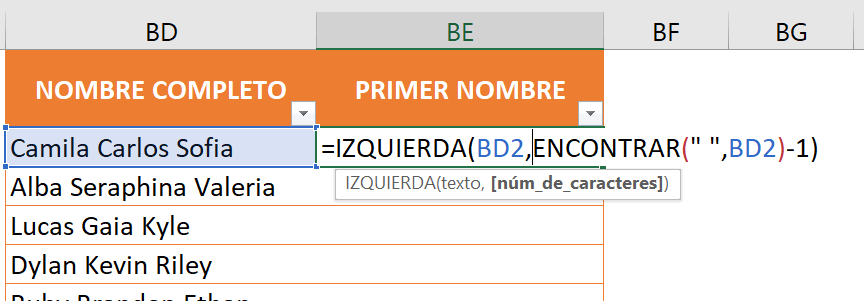 BD BE BF BG
NOMBRE COMPLETO PRIMER NOMBRE
Camila Carlos Sofia =IZQUIERDA(BD2,ENCONTRAR(" ",BD2)-1)
IZQUIERDA(texto, [núm_de_caracteres])
Alba Seraphina Valeria
Lucas Gaia Kyle
Dylan Kevin Riley